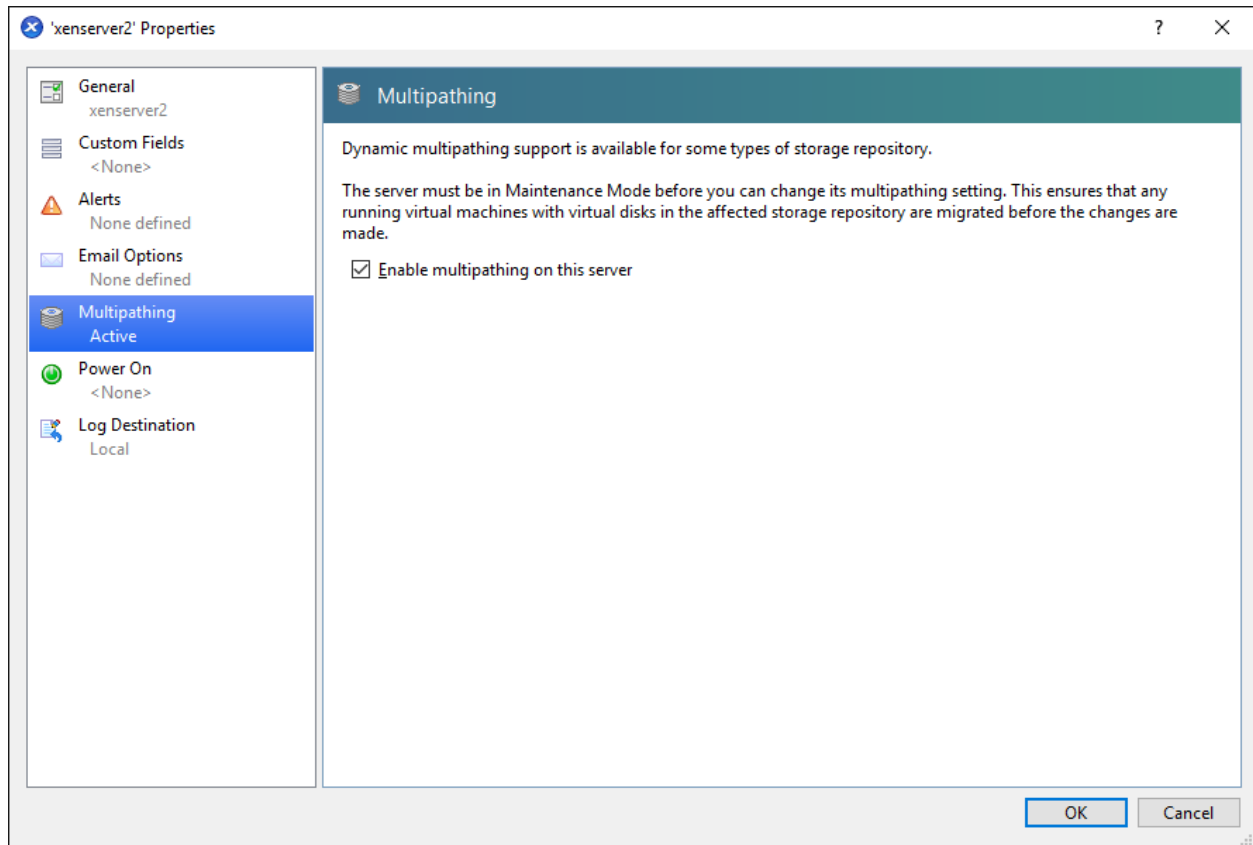 'xenserver2' Properties
?
General
xenserver2
Custom Fields
<None>
Alerts
None defined
Email Options
None defined
Multipathing
Active
Power On
<None>
Log Destination
Local
Multipathing
Dynamic multipathing support is available for some types of storage repository.
The server must be in Maintenance Mode before you can change its multipathing setting. This ensures that any
running virtual machines with virtual disks in the affected storage repository are migrated before the changes are
made.
Enable multipathing on this server
OK
Cancel